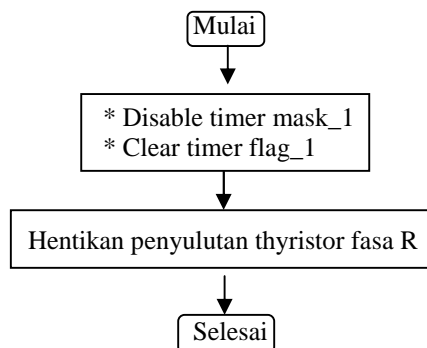 Mulai
* Disable timer mask_1
* Clear timer flag_1
Hentikan penyulutan thyristor fasa R
Selesai